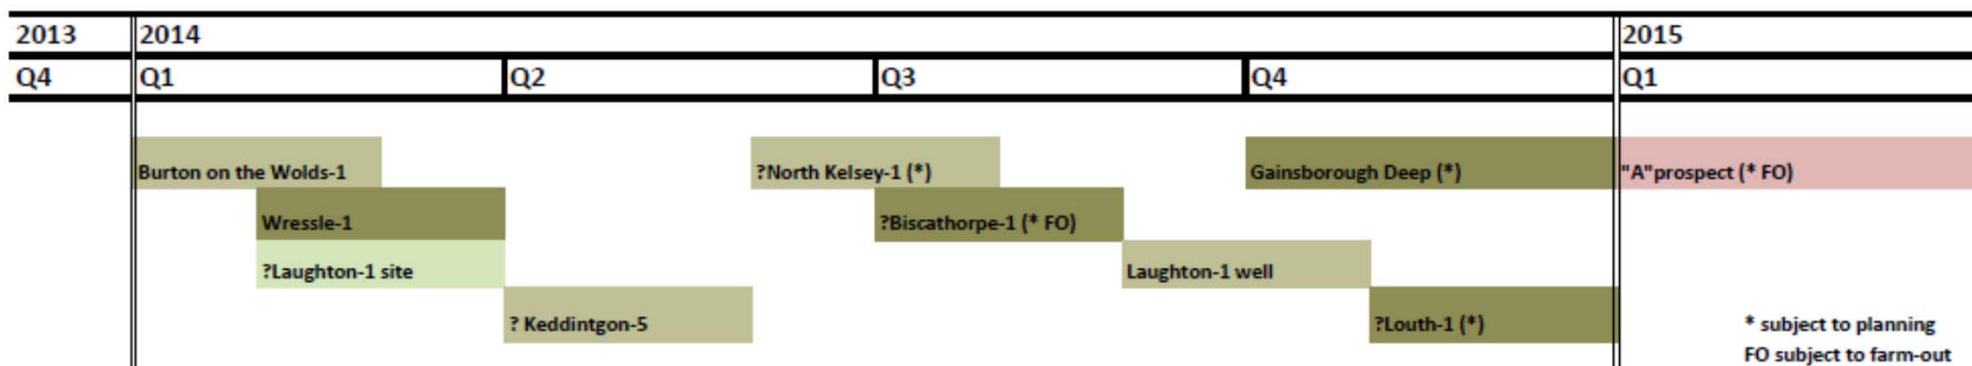 2013 2014 2015
Q4 Q1 Q2 Q3 Q4 Q1
Burton on the Wolds-1 ?North Kelsey-1 (*) Gainsborough Deep (*) "A"prospect (* FO)
Wressle-1 ?Biscathorpe-1 (* FO)
?Laughton-1 site Laughton-1 well
? Keddintgon-5 ?Louth-1 (*) * subject to planning
FO subject to farm-out